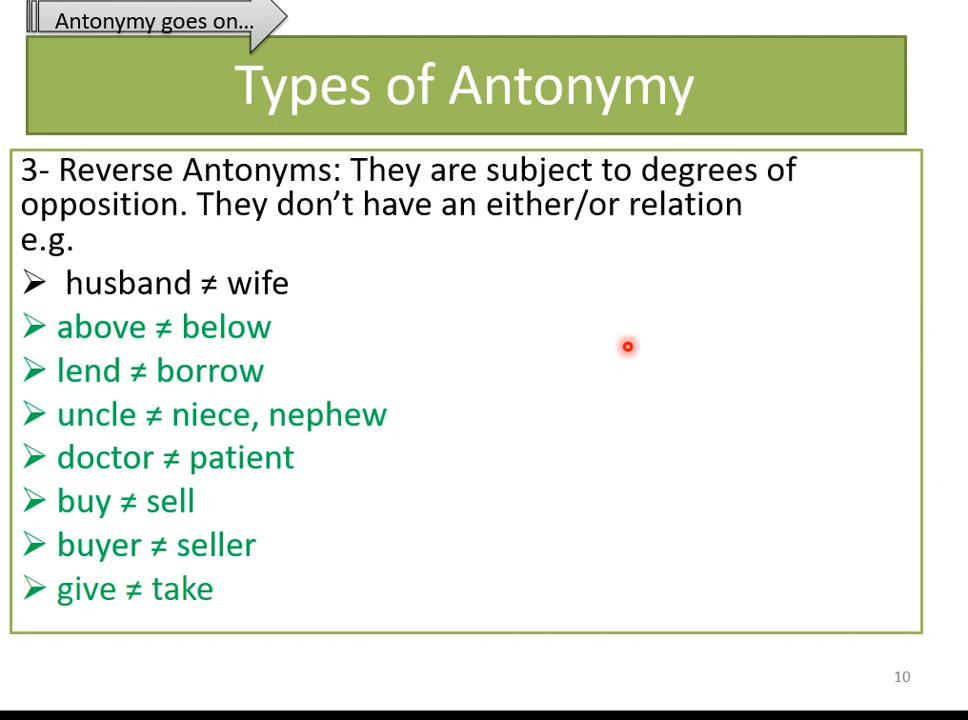 Antonymy goes on…
Types of Antonymy
3- Reverse Antonyms: They are subject to degrees of
opposition. They don’t have an either/or relation
e.g.
➢ husband ≠ wife
➢ above ≠ below
➢ lend ≠ borrow
➢ uncle ≠ niece, nephew
➢ doctor ≠ patient
➢ buy ≠ sell
➢ buyer ≠ seller
➢ give ≠ take
10